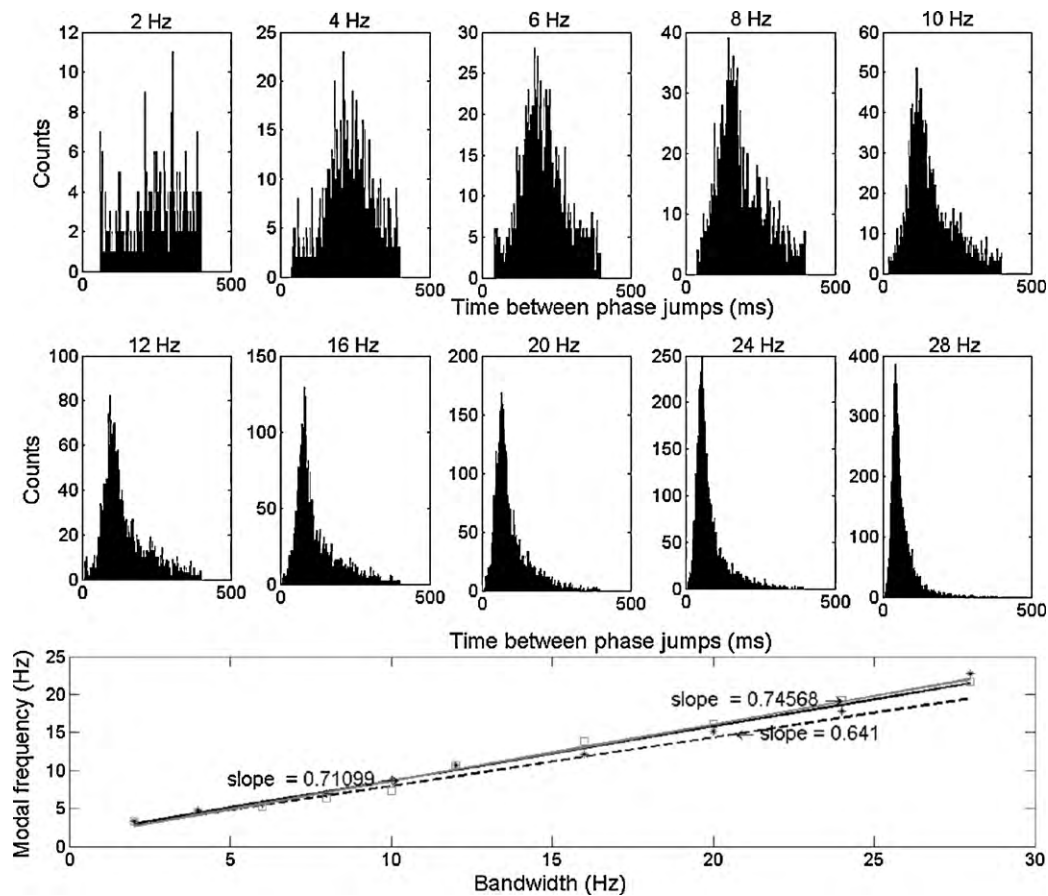 2 Hz 4 Hz 6 Hz 8 Hz 10 Hz
12 10 8 6 4 2 0
25 20 15 10 5 0
30 25 20 15 10 5 0
40 30 20 10 0
60 50 40 30 20 10 0
Counts
0 500 0 500 0 500 0 500 0 500
Time between phase jumps (ms)
12 Hz 16 Hz 20 Hz 24 Hz 28 Hz
100 80 60 40 20 0
150 100 50 0
200 150 100 50 0
250 200 150 100 50 0
400 300 200 100 0
Counts
0 500 0 500 0 500 0 500 0 500
Time between phase jumps (ms)
Modal frequency (Hz)
25 20 15 10 5 0
slope = 0.74568
slope = 0.641
slope = 0.71099
0 5 10 15 20 25 30
Bandwidth (Hz)